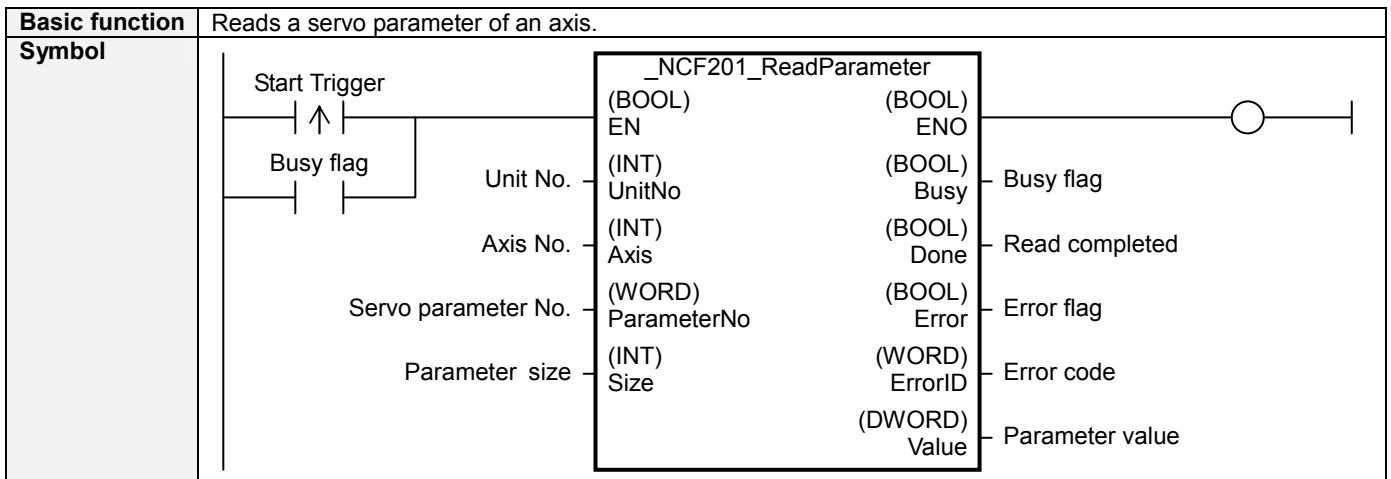 Basic function Reads a servo parameter of an axis.
Symbol
_NCF201_ReadParameter
Start Trigger
(BOOL) (BOOL)
EN ENO
Busy flag
(INT) (BOOL)
Unit No. UnitNo Busy Busy flag
(INT) (BOOL)
Axis No. Axis Done Read completed
(WORD) (BOOL)
Servo parameter No. ParameterNo Error Error flag
(INT) (WORD)
Parameter size Size ErrorID Error code
(DWORD)
Value Parameter value